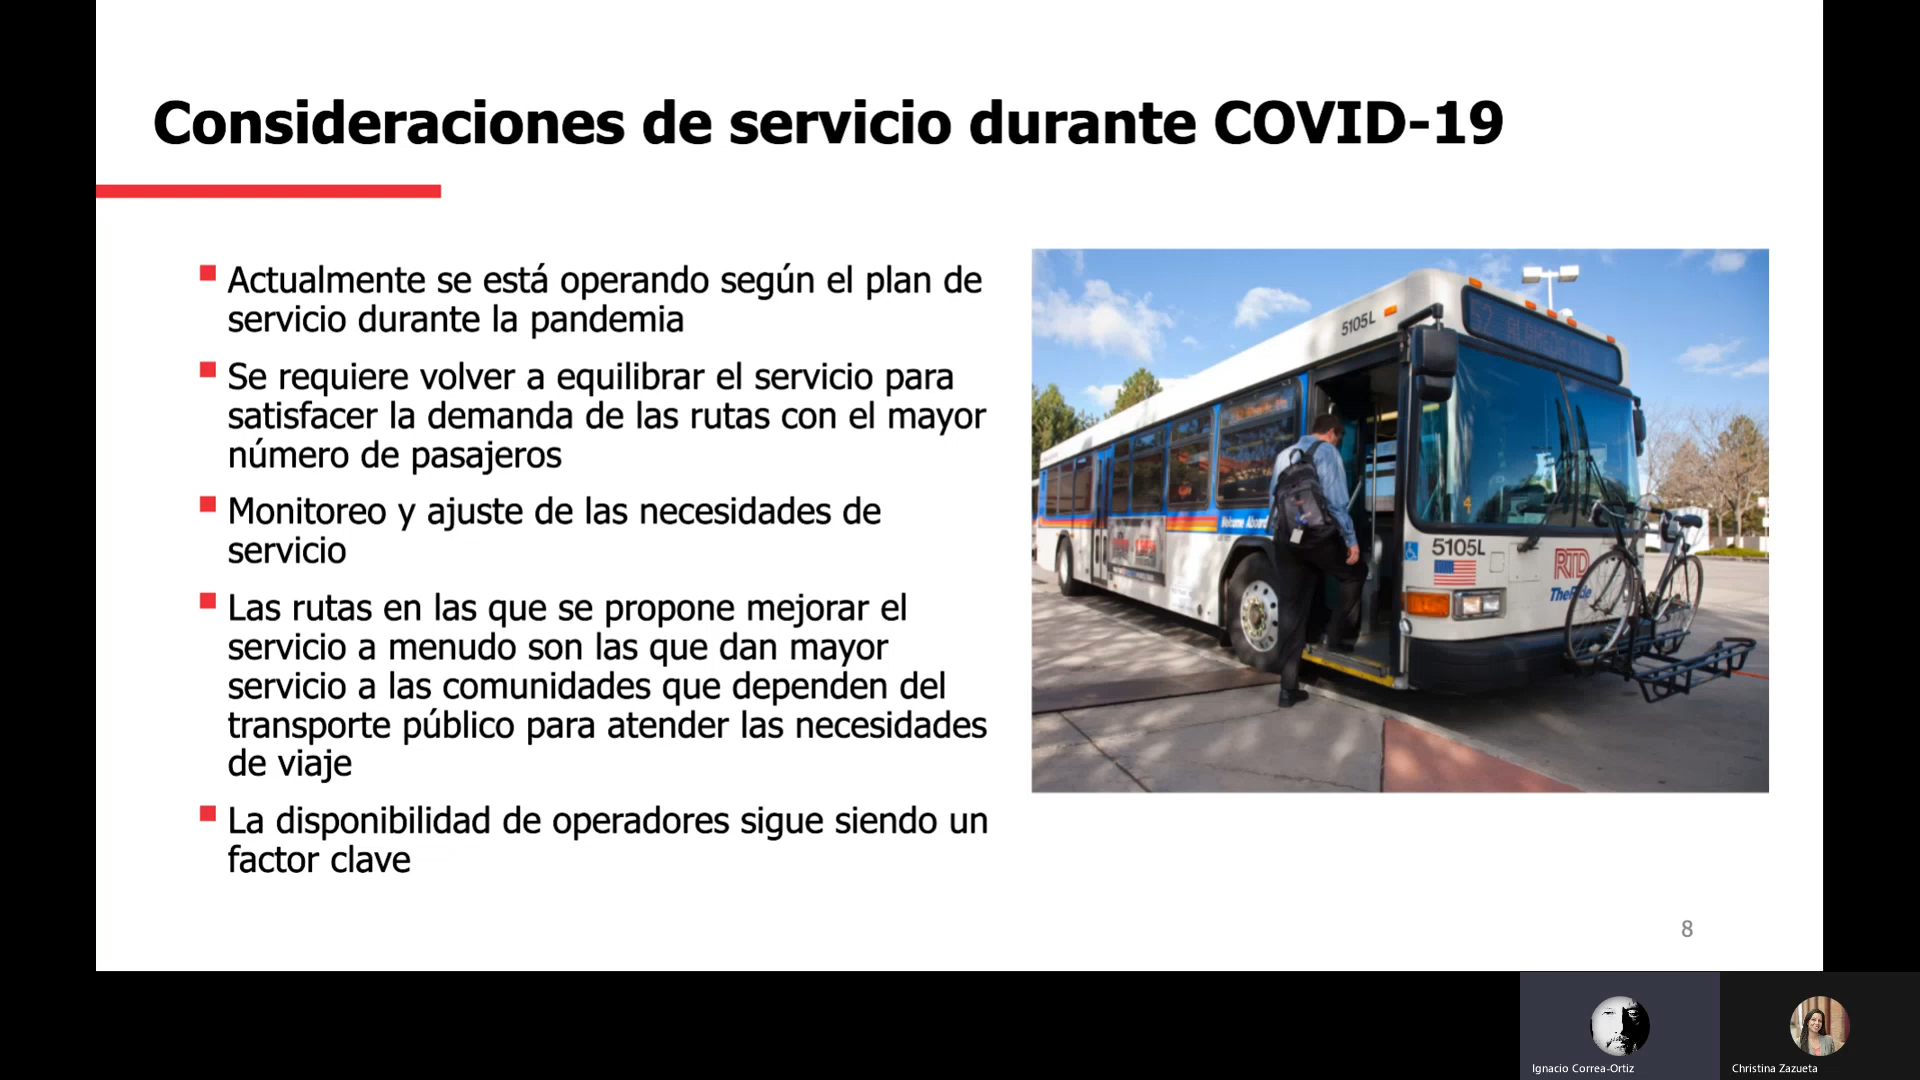 Consideraciones de servicio durante COVID-19
Actualmente se está operando según el plan de
servicio durante la pandemia
Se requiere volver a equilibrar el servicio para
satisfacer la demanda de las rutas con el mayor
número de pasajeros
Monitoreo y ajuste de las necesidades de
servicio
Las rutas en las que se propone mejorar el
servicio a menudo son las que dan mayor
servicio a las comunidades que dependen del
transporte público para atender las necesidades
de viaje
La disponibilidad de operadores sigue siendo un
factor clave
5105L
Welcome Aboard
5105L
RTD
8
Ignacio Correa-Ortiz
Christina Zazueta